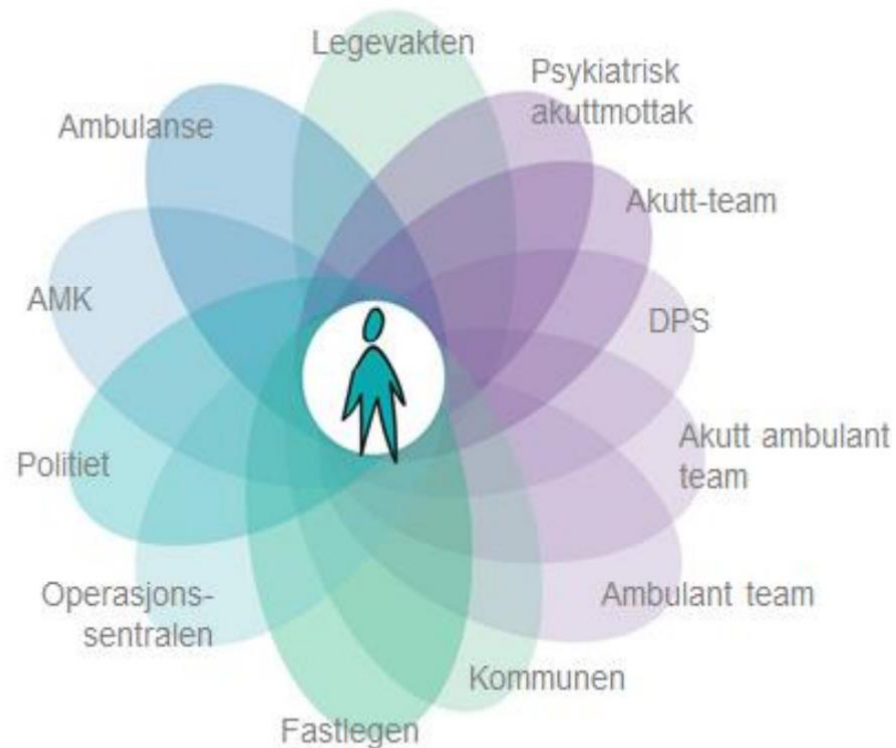 Legevakten
Psykiatrisk
akuttmottak
Akutt-team
DPS
Akutt ambulant
team
Ambulant team
Kommunen
Fastlegen
Operasjons-
sentralen
Politiet
AMK
Ambulanse